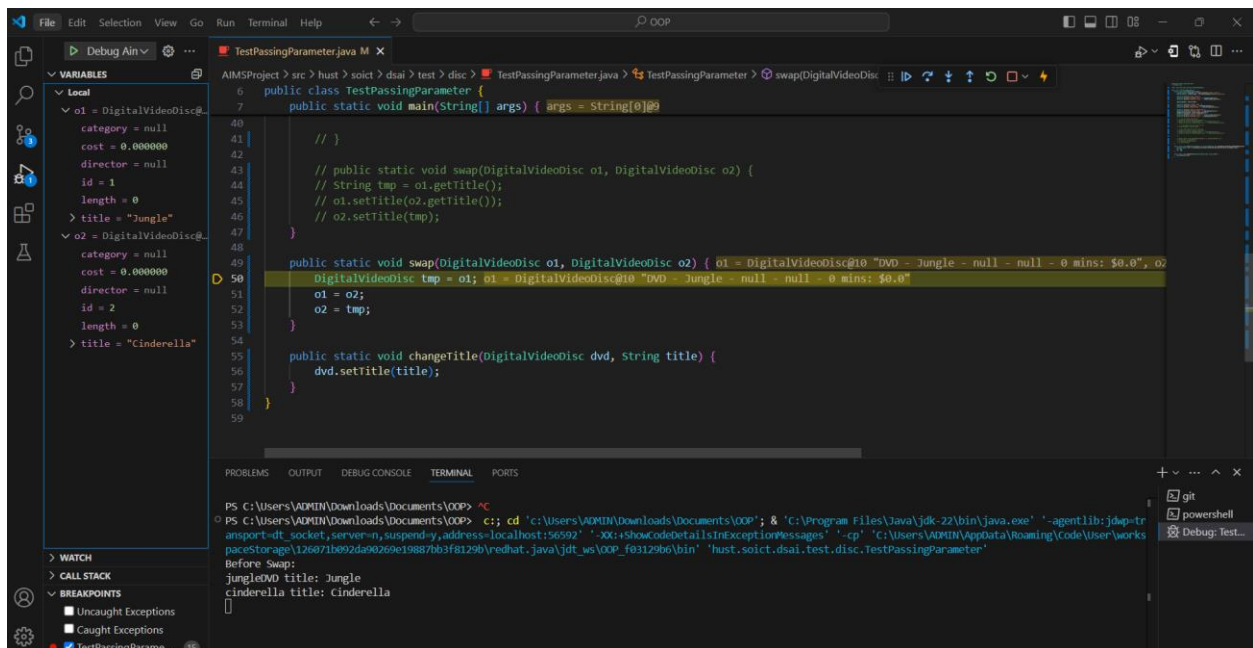 File Edit Selection View Go Run Terminal Help ← → OOP
Debug Ain
VARIABLES
Local
o1 = DigitalVideoDisc@...
category = null
cost = 0.000000
director = null
id = 1
length = 0
title = "Jungle"
o2 = DigitalVideoDisc@...
category = null
cost = 0.000000
director = null
id = 2
length = 0
title = "Cinderella"
WATCH
CALL STACK
BREAKPOINTS
Uncaught Exceptions
Caught Exceptions
TestPassingParame... 15
TestPassingParameter.java M ×
AIMSProject > src > hust > soict > dsai > test > disc > TestPassingParameter.java > TestPassingParameter > swap(DigitalVideoDisc
6 public class TestPassingParameter {
7 public static void main(String[] args) { args = String[0]@9
40
41 // }
42
43 // public static void swap(DigitalVideoDisc o1, DigitalVideoDisc o2) {
44 // String tmp = o1.getTitle();
45 // o1.setTitle(o2.getTitle());
46 // o2.setTitle(tmp);
47 }
48
49 public static void swap(DigitalVideoDisc o1, DigitalVideoDisc o2) { o1 = DigitalVideoDisc@10 "DVD - Jungle - null - null - 0 mins: $0.0", o2
50 DigitalVideoDisc tmp = o1; o1 = DigitalVideoDisc@10 "DVD - Jungle - null - null - 0 mins: $0.0"
51 o1 = o2;
52 o2 = tmp;
53 }
54
55 public static void changeTitle(DigitalVideoDisc dvd, String title) {
56 dvd.setTitle(title);
57 }
58 }
59
PROBLEMS OUTPUT DEBUG CONSOLE TERMINAL PORTS
PS C:\Users\ADMIN\Downloads\Documents\OOP> ^C
PS C:\Users\ADMIN\Downloads\Documents\OOP> c:; cd 'c:\Users\ADMIN\Downloads\Documents\OOP'; & 'C:\Program Files\Java\jdk-22\bin\java.exe' '-agentlib:jdwp=tr
ansport=dt_socket,server=n,suspend=y,address=localhost:56592' '-XX:+ShowCodeDetailsInExceptionMessages' '-cp' 'C:\Users\ADMIN\AppData\Roaming\Code\User\works
paceStorage\126071b092da90269e19887bb3f8129b\redhat.java\jdt_ws\OOP_f03129b6\bin' 'hust.soict.dsai.test.disc.TestPassingParameter'
Before Swap:
jungleDVD title: Jungle
cinderella title: Cinderella
git
powershell
Debug: Test...